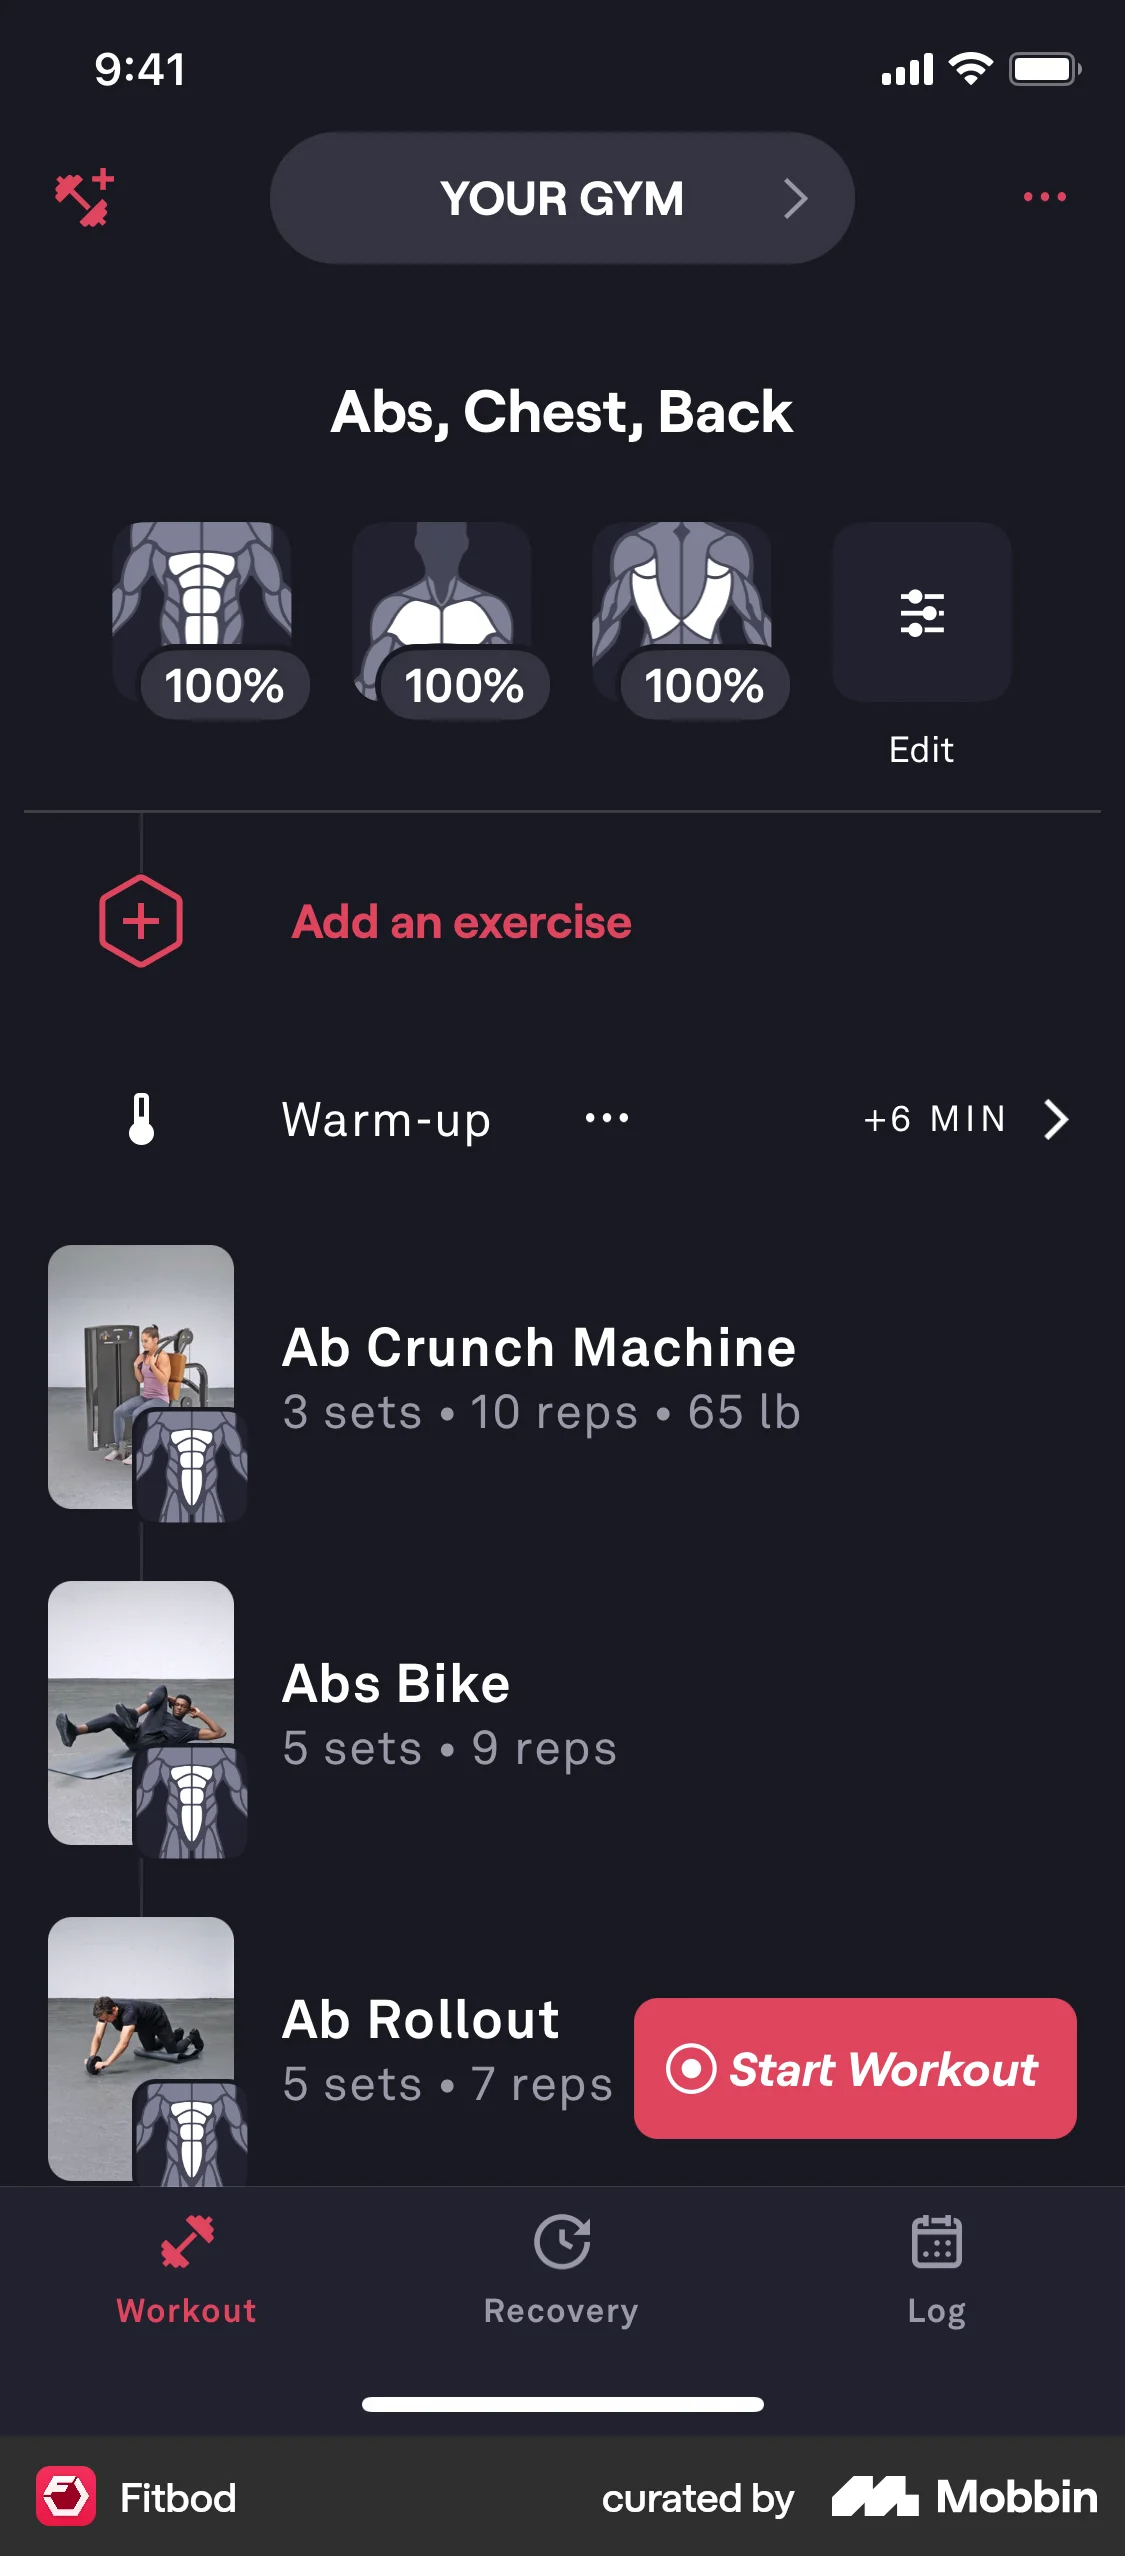 9:41
YOUR GYM
Abs, Chest, Back
100%
100%
100%
Edit
Add an exercise
Warm-up
+6 MIN
Ab Crunch Machine
3 sets • 10 reps • 65 lb
Abs Bike
5 sets • 9 reps
Ab Rollout
5 sets • 7 reps
Start Workout
Workout
Recovery
Log
Fitbod
curated by
Mobbin